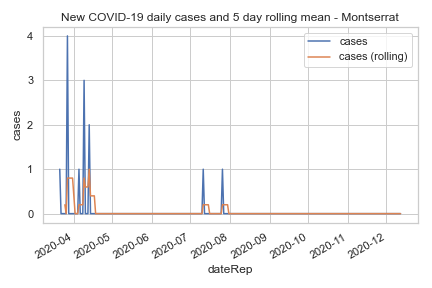 New COVID-19 daily cases and 5 day rolling mean - Montserrat
cases
cases (rolling)
4
3
2
1
0
cases
2020-04
2020-05
2020-06
2020-07
2020-08
2020-09
2020-10
2020-11
2020-12
dateRep